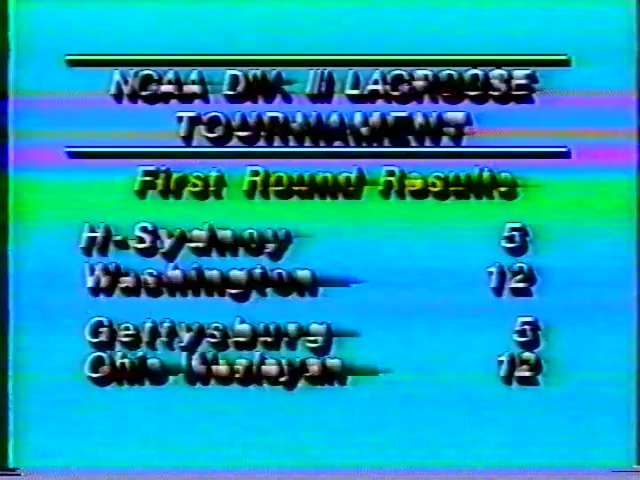 NCAA DIV. III LACROSSE
TOURNAMENT
First Round Results
H-Sydney 5
Washington 12
Gettysburg 5
Ohio Wesleyan 12